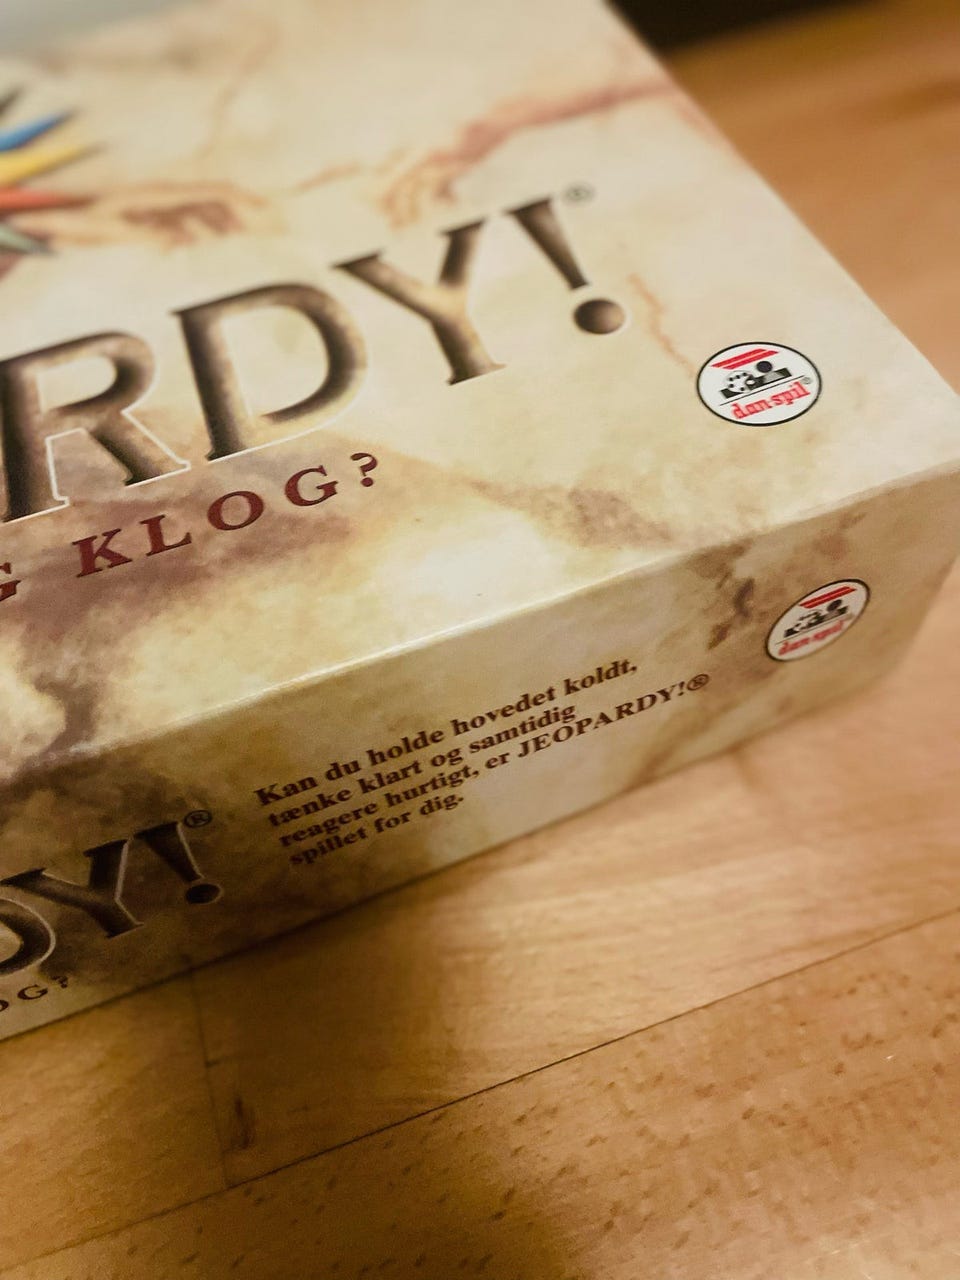 RDY!®
G KLOG?
dan-spil®
dan-spil®
Kan du holde hovedet koldt,
tænke klart og samtidig
reagere hurtigt, er JEOPARDY!®
spillet for dig.
DY!®
OG?